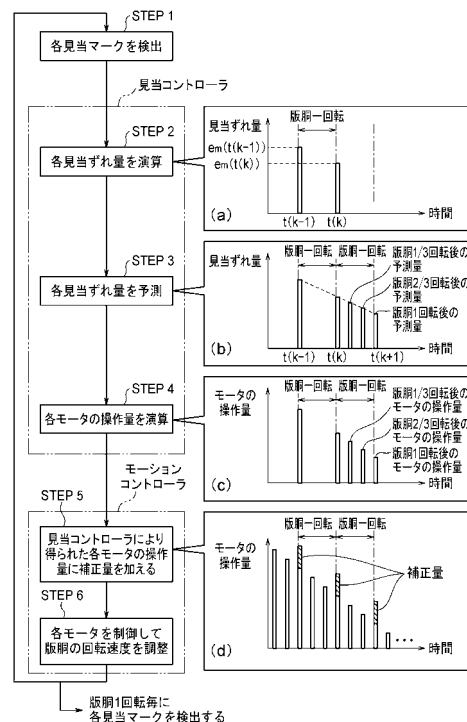 STEP 1
各見当マークを検出
見当コントローラ
STEP 2
各見当ずれ量を演算
STEP 3
各見当ずれ量を予測
STEP 4
各モータの操作量を演算
モーション
コントローラ
STEP 5
見当コントローラにより
得られた各モータの操作
量に補正量を加える
STEP 6
各モータを制御して
版胴の回転速度を調整
版胴1回転毎に
各見当マークを検出する
見当ずれ量
版胴一回転
em(t(k-1))
em(t(k))
(a)
t(k-1) t(k)
時間
版胴一回転 版胴一回転
見当ずれ量
版胴1/3回転後の
予測量
版胴2/3回転後の
予測量
版胴1回転後の
予測量
(b)
t(k-1) t(k) t(k+1)
時間
モータの
操作量
版胴一回転 版胴一回転
版胴1/3回転後の
モータの操作量
版胴2/3回転後の
モータの操作量
版胴1回転後の
モータの操作量
(c)
時間
版胴一回転 版胴一回転
モータの
操作量
補正量
(d)
時間